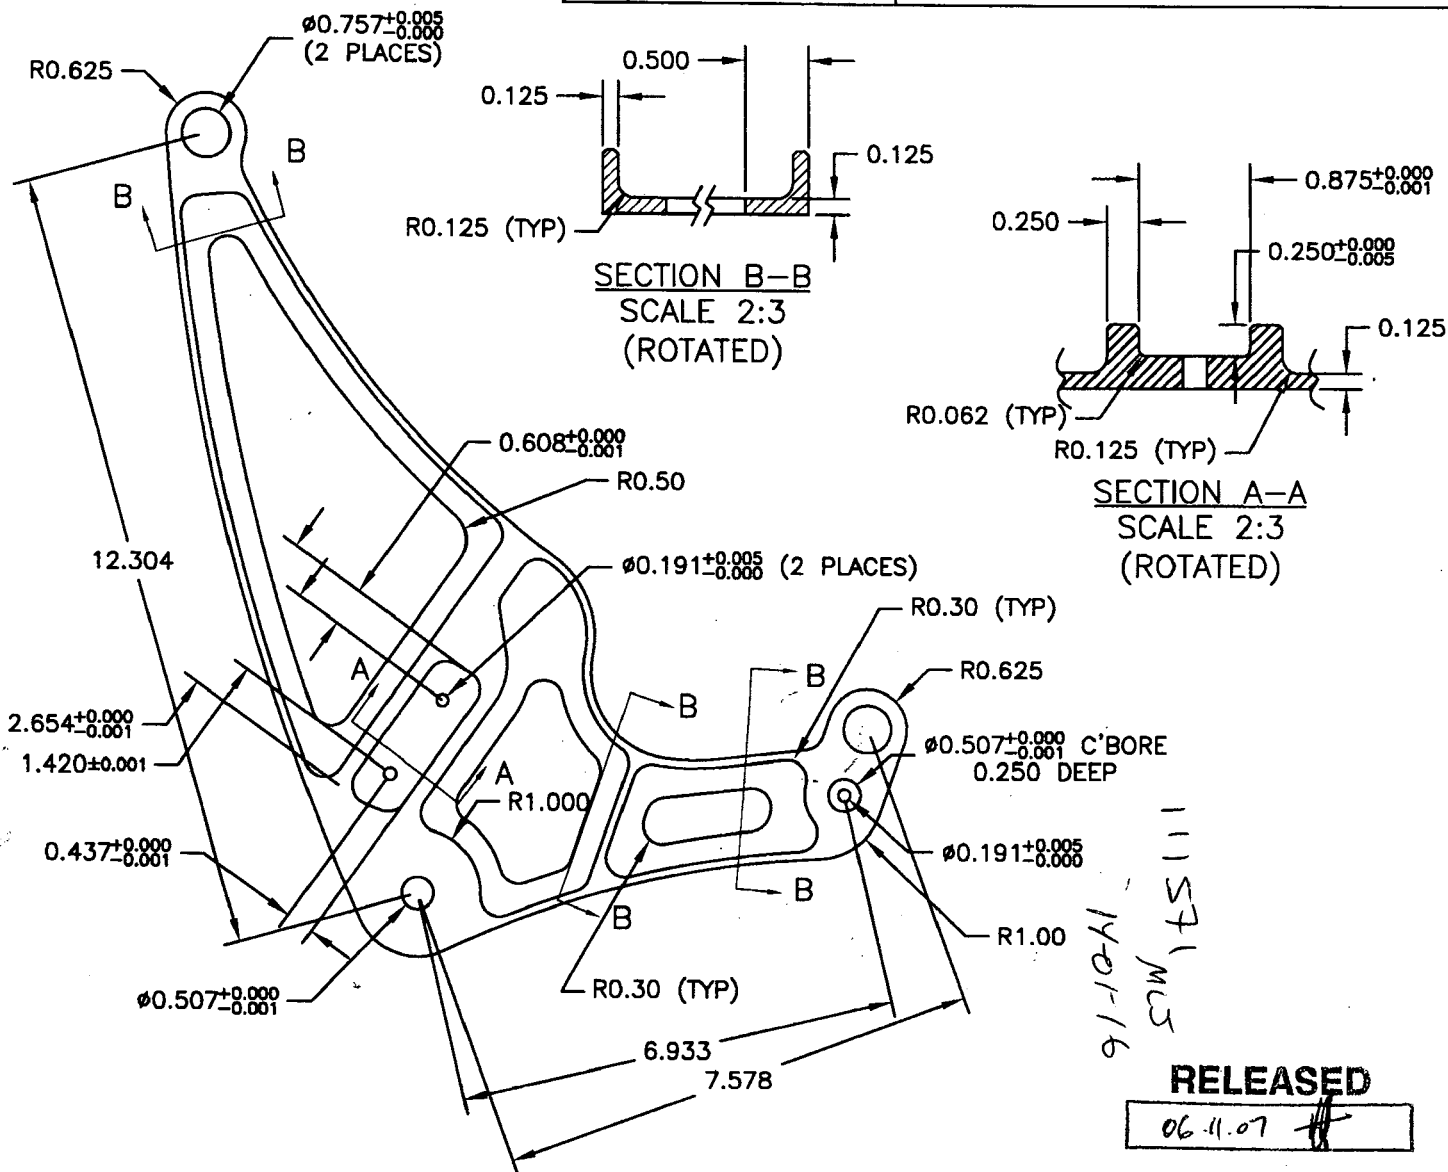 ø0.757+0.005
-0.000
(2 PLACES)
R0.625
0.500
0.125
0.125
B
B
R0.125 (TYP)
SECTION B-B
SCALE 2:3
(ROTATED)
0.875+0.000
-0.001
0.250
0.250+0.000
-0.005
0.125
R0.062 (TYP)
R0.125 (TYP)
SECTION A-A
SCALE 2:3
(ROTATED)
0.608+0.000
-0.001
R0.50
12.304
ø0.191+0.005
-0.000 (2 PLACES)
R0.30 (TYP)
A
B
B
R0.625
2.654+0.000
-0.001
1.420±0.001
ø0.507+0.000
-0.001 C'BORE
0.250 DEEP
A
R1.000
0.437+0.000
-0.001
ø0.191+0.005
-0.000
B
B
R1.00
ø0.507+0.000
-0.001
R0.30 (TYP)
6.933
7.578
RELEASED
06.11.07